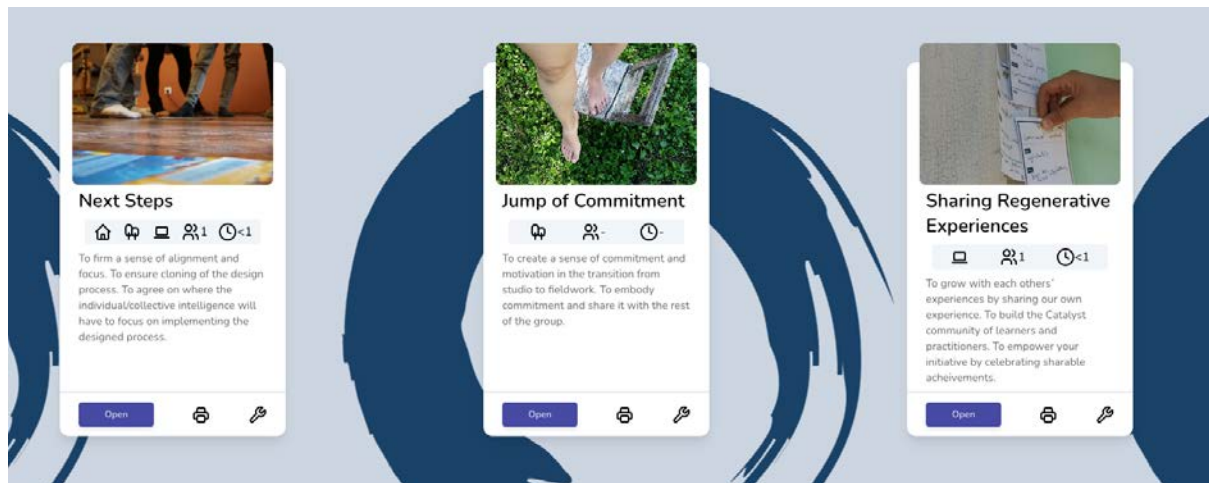 Next Steps
1 <1
To firm a sense of alignment and
focus. To ensure cloning of the design
process. To agree on where the
individual/collective intelligence will
have to focus on implementing the
designed process.
Open
Jump of Commitment
- -
To create a sense of commitment and
motivation in the transition from
studio to fieldwork. To embody
commitment and share it with the rest
of the group.
Open
Sharing Regenerative
Experiences
1 <1
To grow with each others'
experiences by sharing our own
experience. To build the Catalyst
community of learners and
practitioners. To empower your
initiative by celebrating sharable
acheivements.
Open